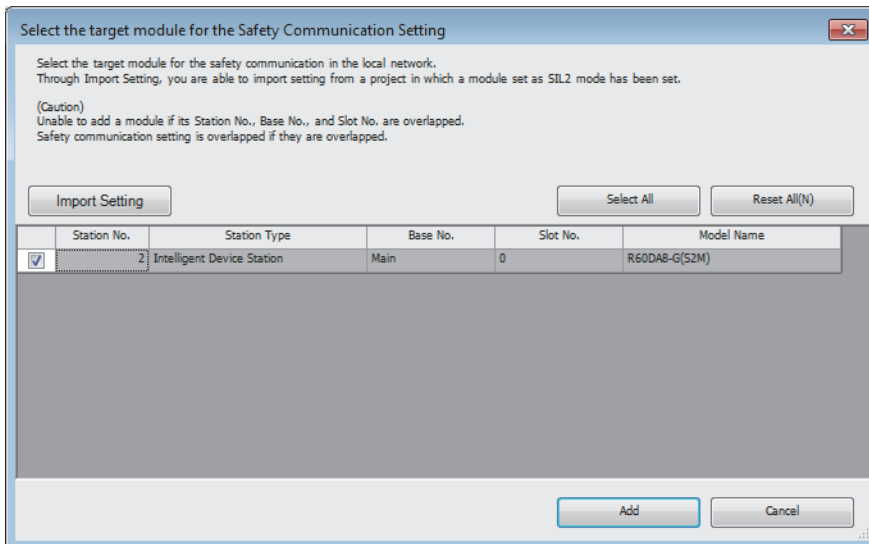 Select the target module for the Safety Communication Setting
Select the target module for the safety communication in the local network.
Through Import Setting, you are able to import setting from a project in which a module set as SIL2 mode has been set.
(Caution)
Unable to add a module if its Station No., Base No., and Slot No. are overlapped.
Safety communication setting is overlapped if they are overlapped.
Import Setting Select All Reset All(N)
Station No. Station Type Base No. Slot No. Model Name
2 Intelligent Device Station Main 0 R60DA8-G(S2M)
Add Cancel